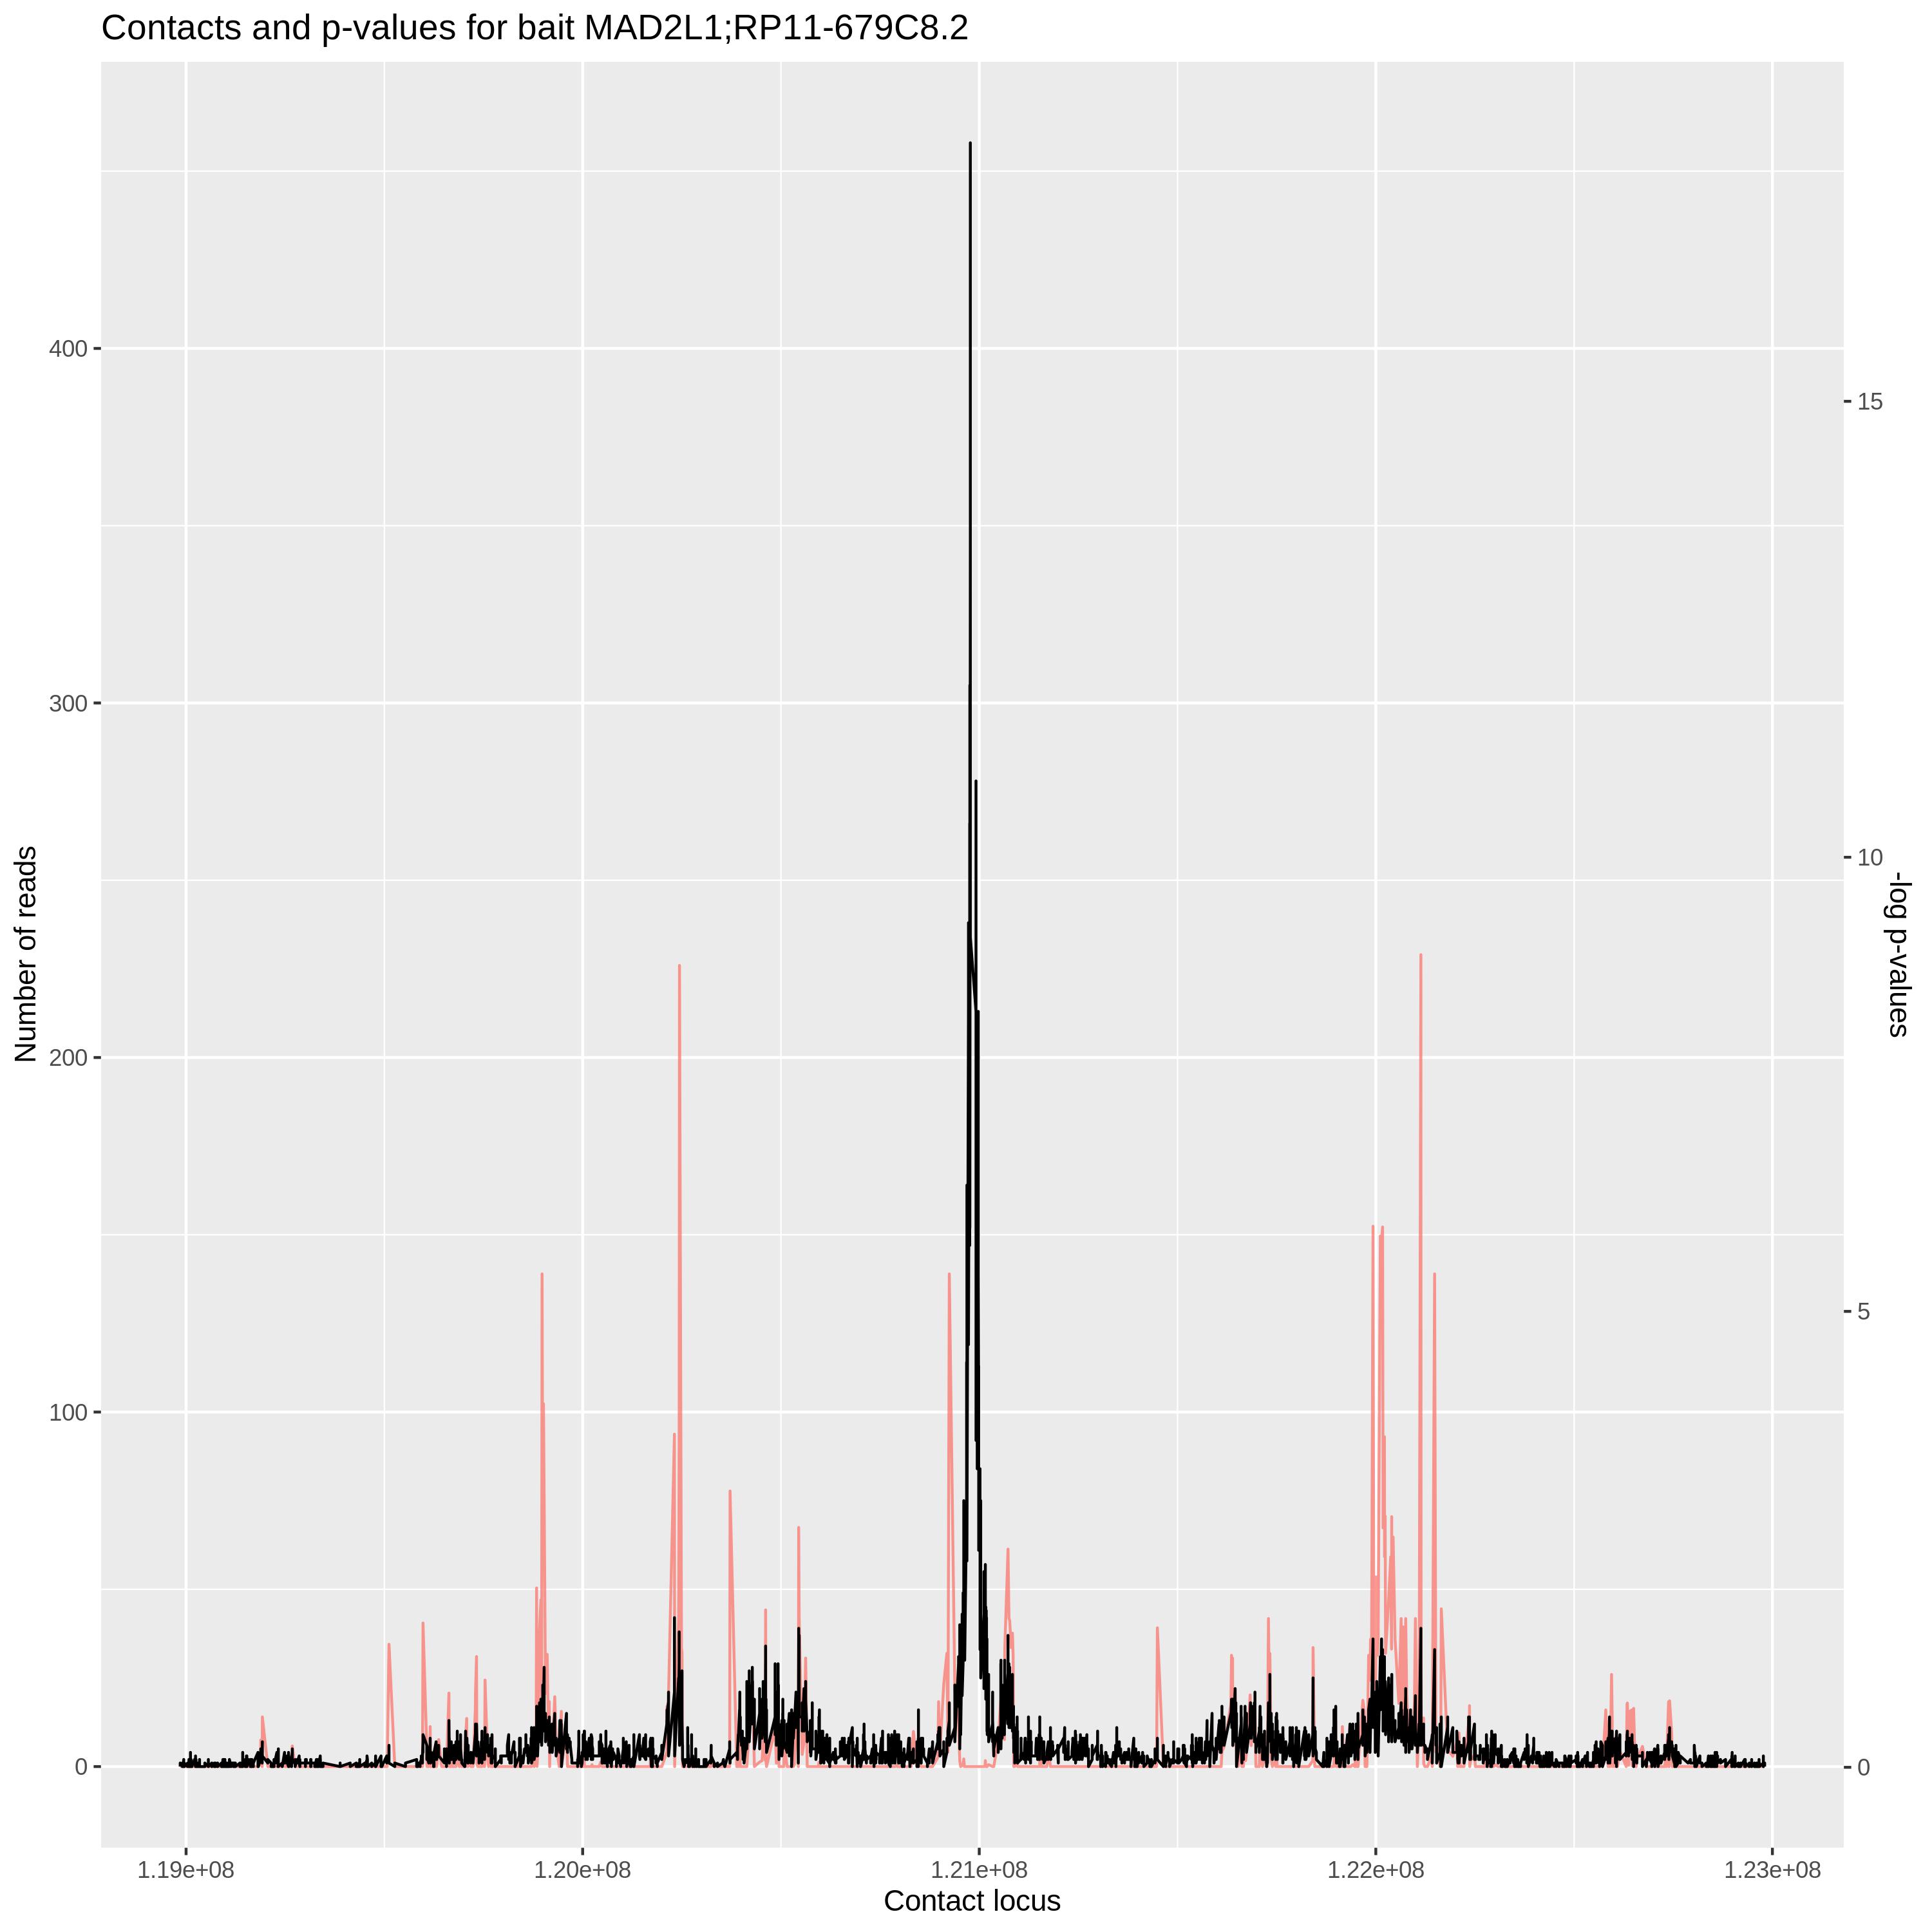 Contacts and p-values for bait MAD2L1;RP11-679C8.2
400
300
200
100
0
Number of reads
15
10
5
0
-log p-values
1.19e+08
1.20e+08
1.21e+08
1.22e+08
1.23e+08
Contact locus